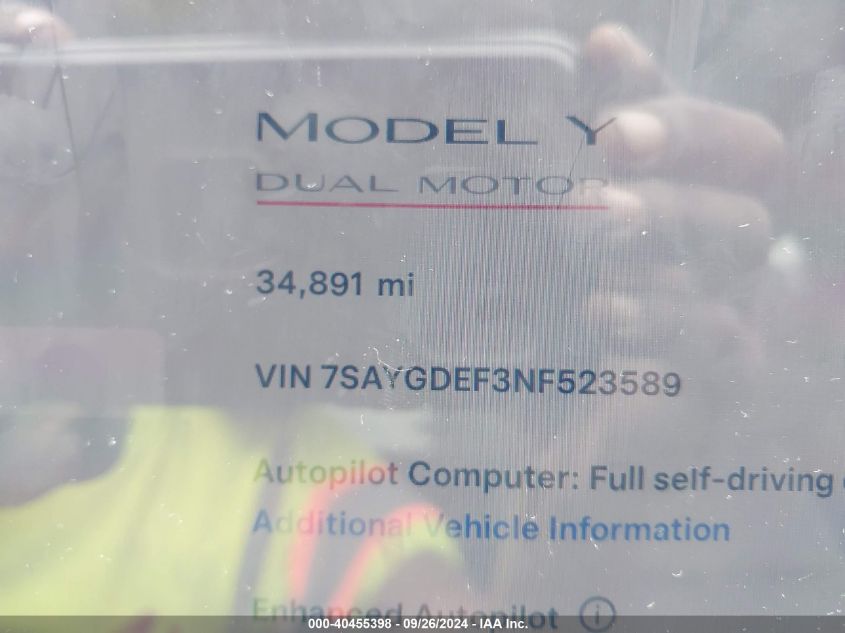 MODEL Y
DUAL MOTOR
34,891 mi
VIN 7SAYGDEF3NF523589
Autopilot Computer: Full self-driving
Additional Vehicle Information
Enhanced Autopilot
000-40455398 - 09/26/2024 - IAA Inc.